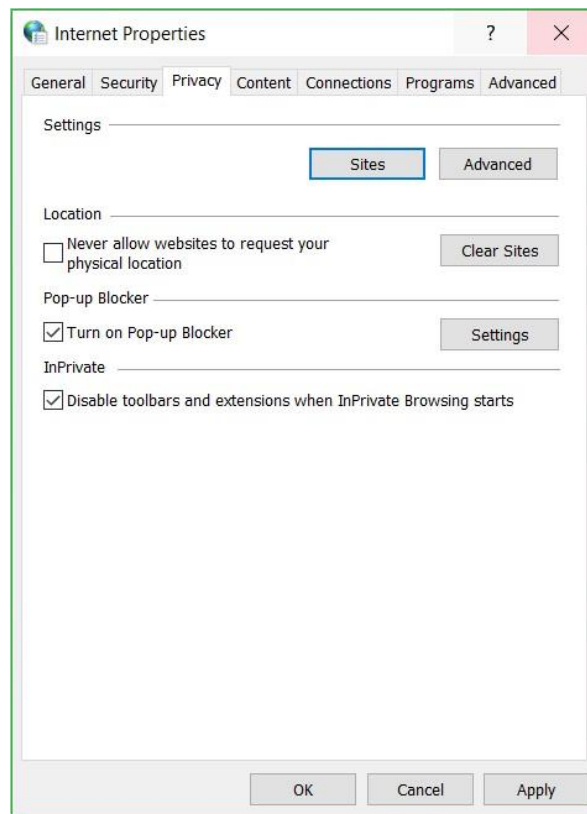 Internet Properties ?
General Security Privacy Content Connections Programs Advanced
Settings
Sites Advanced
Location
Never allow websites to request your
physical location
Clear Sites
Pop-up Blocker
Turn on Pop-up Blocker
Settings
InPrivate
Disable toolbars and extensions when InPrivate Browsing starts
OK Cancel Apply